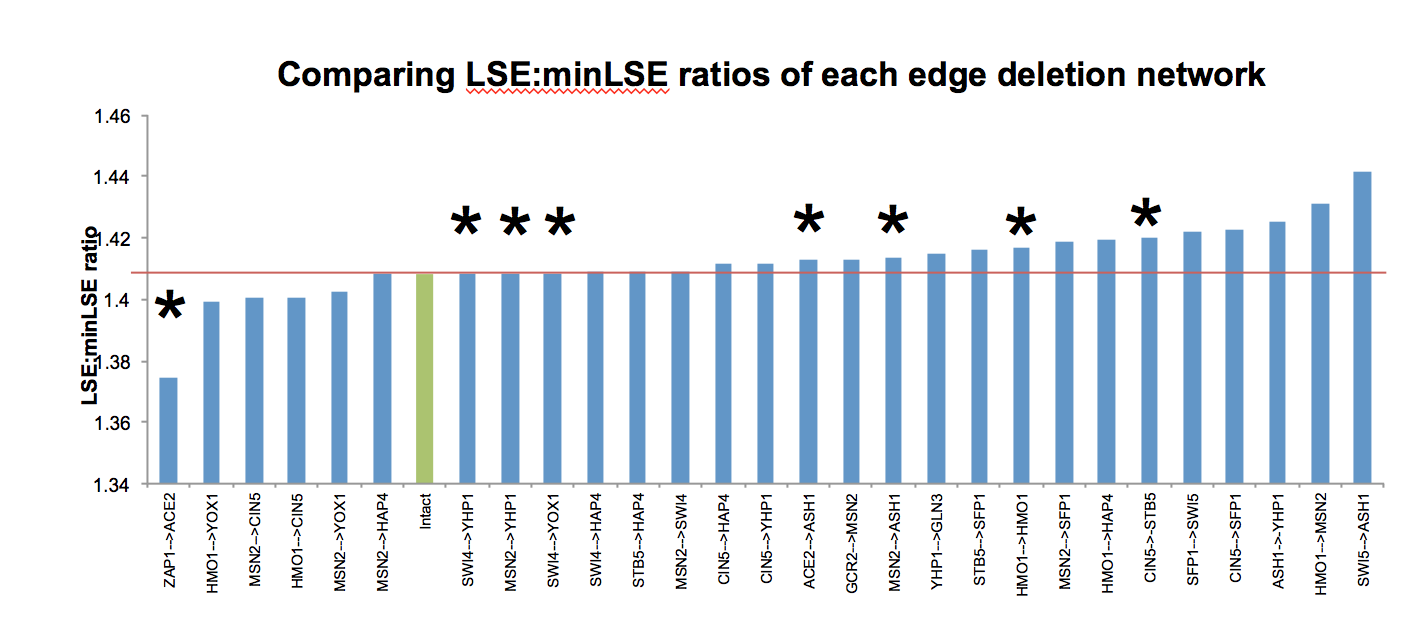 Comparing LSE:minLSE ratios of each edge deletion network
LSE:minLSE ratio
1.46
1.44
1.42
1.4
1.38
1.36
1.34
*
*
*
*
*
*
*
*
ZAP1-->ACE2
HMO1-->YOX1
MSN2-->CIN5
HMO1-->CIN5
MSN2-->YOX1
MSN2-->HAP4
Intact
SWI4-->YHP1
MSN2-->YHP1
SWI4-->YOX1
SWI4-->HAP4
STB5-->HAP4
MSN2-->SWI4
CIN5-->HAP4
CIN5-->YHP1
ACE2-->ASH1
GCR2-->MSN2
MSN2-->ASH1
YHP1-->GLN3
STB5-->SFP1
HMO1-->HMO1
MSN2-->SFP1
HMO1-->HAP4
CIN5->STB5
SFP1-->SWI5
CIN5-->SFP1
ASH1->YHP1
HMO1-->MSN2
SWI5-->ASH1